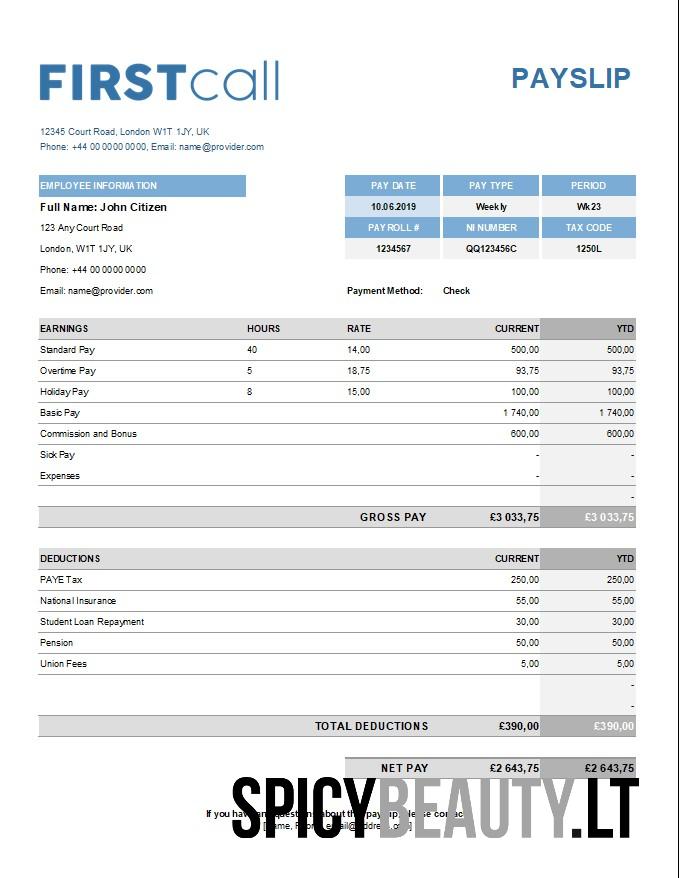 FIRSTcall
PAYSLIP
12345 Court Road, London W1T 1JY, UK
Phone: +44 00 0000 0000, Email: name@provider.com
EMPLOYEE INFORMATION PAY DATE PAY TYPE PERIOD
Full Name: John Citizen 10.06.2019 Weekly Wk23
123 Any Court Road PAYROLL # NI NUMBER TAX CODE
London, W1T 1JY, UK 1234567 QQ123456C 1250L
Phone: +44 00 0000 0000
Email: name@provider.com Payment Method: Check
EARNINGS HOURS RATE CURRENT YTD
Standard Pay 40 14,00 500,00 500,00
Overtime Pay 5 18,75 93,75 93,75
Holiday Pay 8 15,00 100,00 100,00
Basic Pay 1 740,00 1 740,00
Commission and Bonus 600,00 600,00
Sick Pay - -
Expenses - -
-
GROSS PAY £3 033,75 £3 033,75
DEDUCTIONS CURRENT YTD
PAYE Tax 250,00 250,00
National Insurance 55,00 55,00
Student Loan Repayment 30,00 30,00
Pension 50,00 50,00
Union Fees 5,00 5,00
-
-
TOTAL DEDUCTIONS £390,00 £390,00
NET PAY £2 643,75 £2 643,75
SPICYBEAUTY.LT
If you have any questions about this payslip, please contact